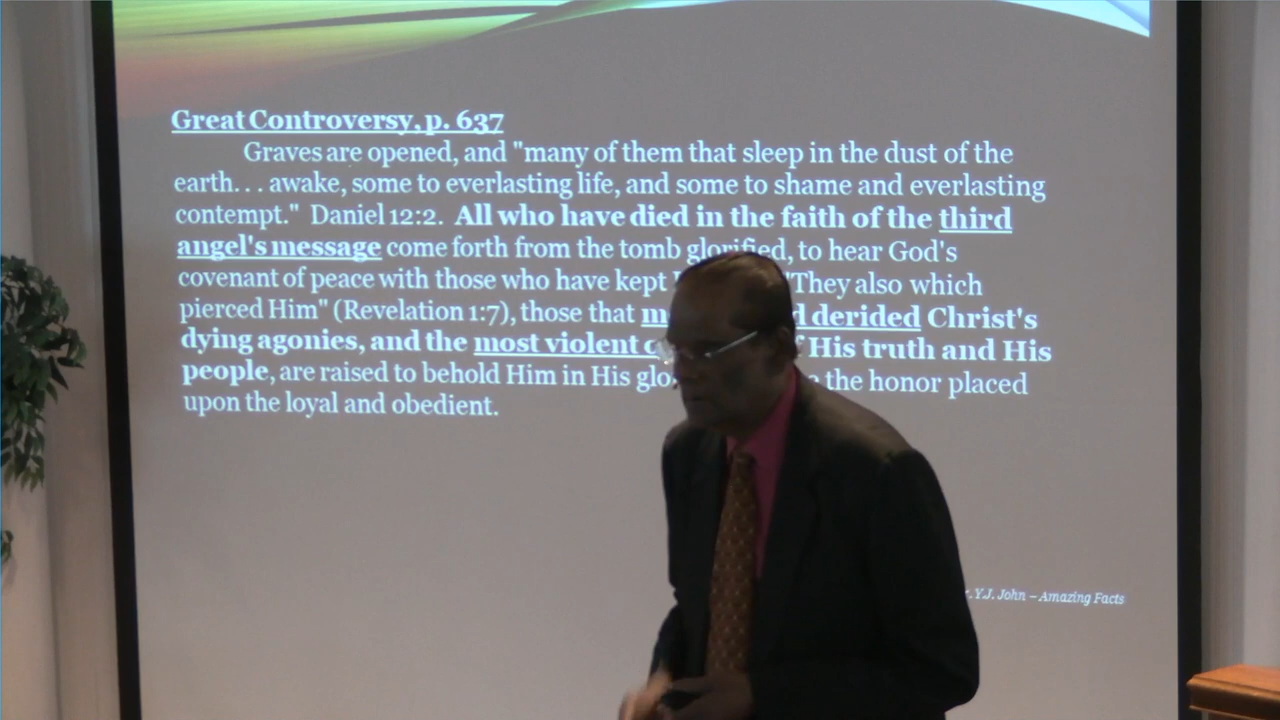 Great Controversy, p. 637
Graves are opened, and "many of them that sleep in the dust of the
earth. . . awake, some to everlasting life, and some to shame and everlasting
contempt." Daniel 12:2. All who have died in the faith of the third
angel's message come forth from the tomb glorified, to hear God's
covenant of peace with those who have kept "They also which
pierced Him" (Revelation 1:7), those that derided Christ's
dying agonies, and the most violent His truth and His
people, are raised to behold Him in His the honor placed
upon the loyal and obedient.
Y.J. John – Amazing Facts